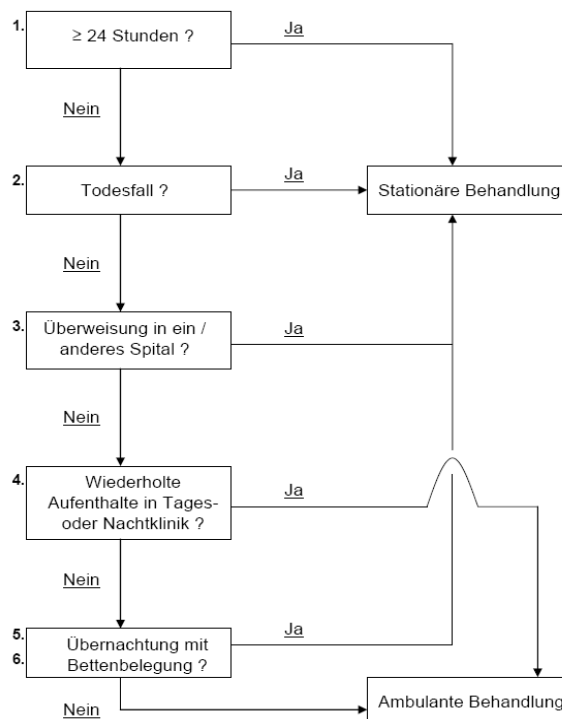 1.
≥ 24 Stunden ?
Ja
Nein
2.
Todesfall ?
Ja
Stationäre Behandlung
Nein
3.
Überweisung in ein /
anderes Spital ?
Ja
Nein
4.
Wiederholte
Aufenthalte in Tages-
oder Nachtklinik ?
Ja
Nein
5.
6.
Übernachtung mit
Bettenbelegung ?
Ja
Nein
Ambulante Behandlung